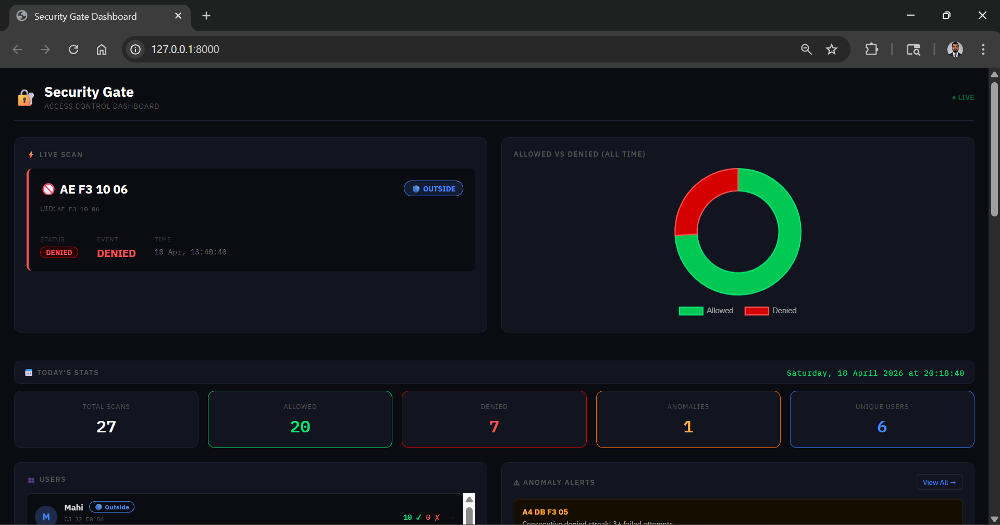 Security Gate Dashboard
127.0.0.1:8000
Security Gate
ACCESS CONTROL DASHBOARD
● LIVE
LIVE SCAN
AE F3 10 06
OUTSIDE
UID: AE F3 10 06
STATUS EVENT TIME
DENIED DENIED 18 Apr, 13:40:40
ALLOWED VS DENIED (ALL TIME)
Allowed Denied
TODAY'S STATS
Saturday, 18 April 2026 at 20:18:40
TOTAL SCANS
27
ALLOWED
20
DENIED
7
ANOMALIES
1
UNIQUE USERS
6
USERS
M
Mahi Outside
C3 22 E0 56
10 ✓ 0 ✗ →
⚠ ANOMALY ALERTS
View All →
A4 DB F3 05
Consecutive denied streak: 3+ failed attempts